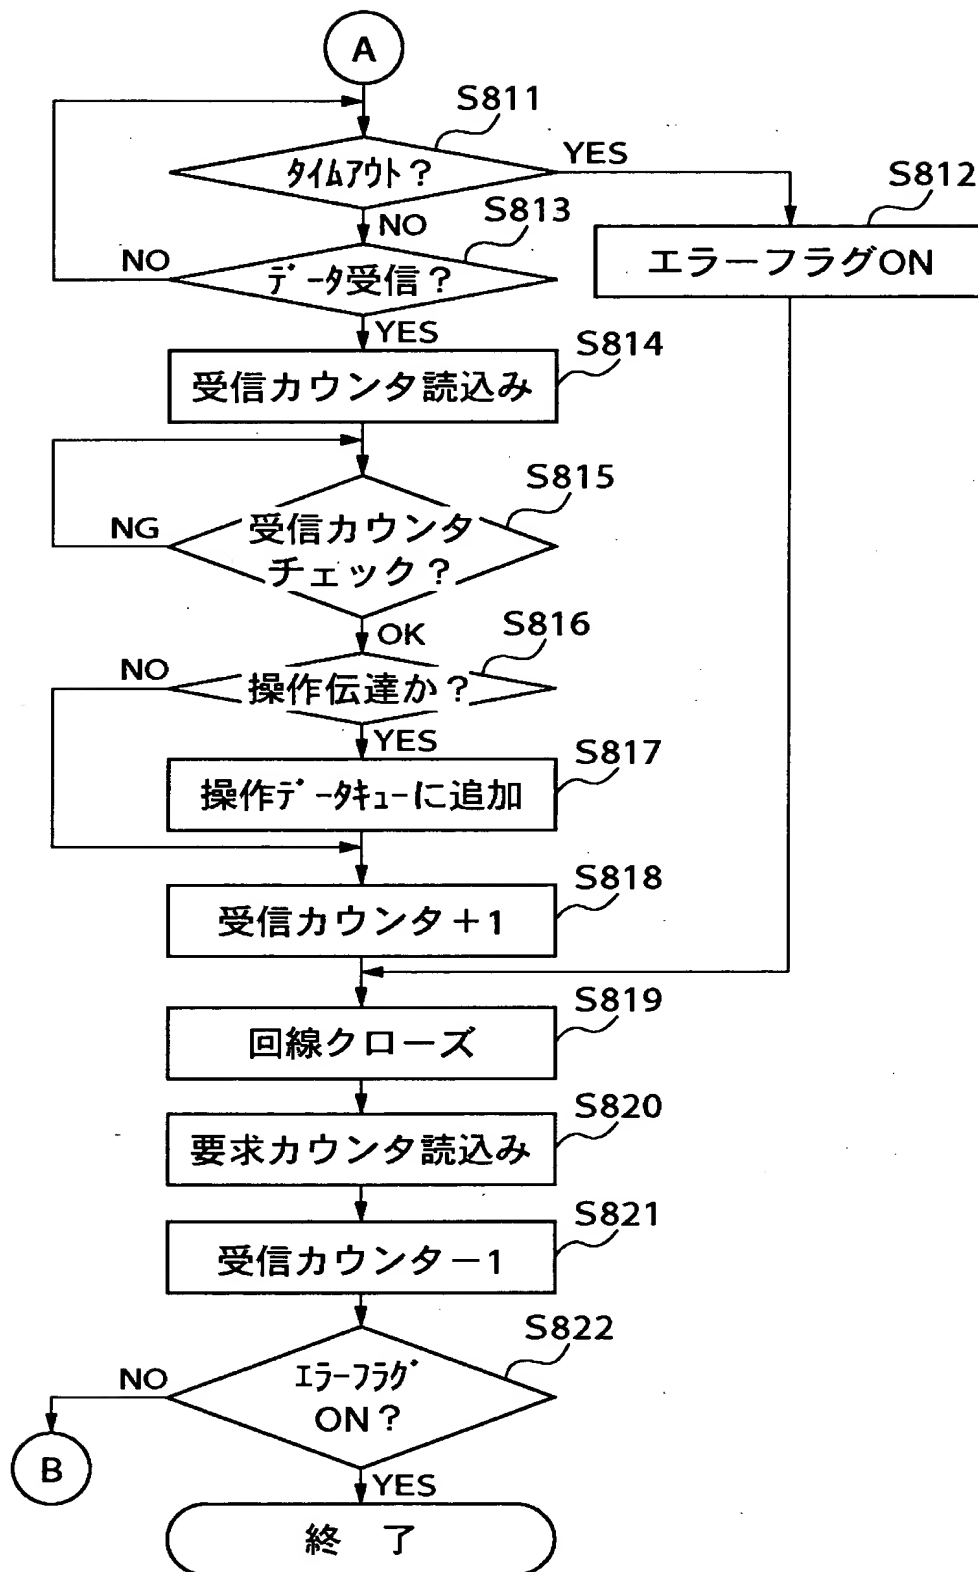 A
S811
タイムアウト?
YES
S812
エラーフラグON
NO
S813
NO
データ受信?
YES
S814
受信カウンタ読込み
S815
NG
受信カウンタ
チェック?
OK
S816
NO
操作伝達か?
YES
S817
操作データキューに追加
S818
受信カウンタ+1
S819
回線クローズ
S820
要求カウンタ読込み
S821
受信カウンター1
S822
NO
エラーフラグ
ON?
B
YES
終 了